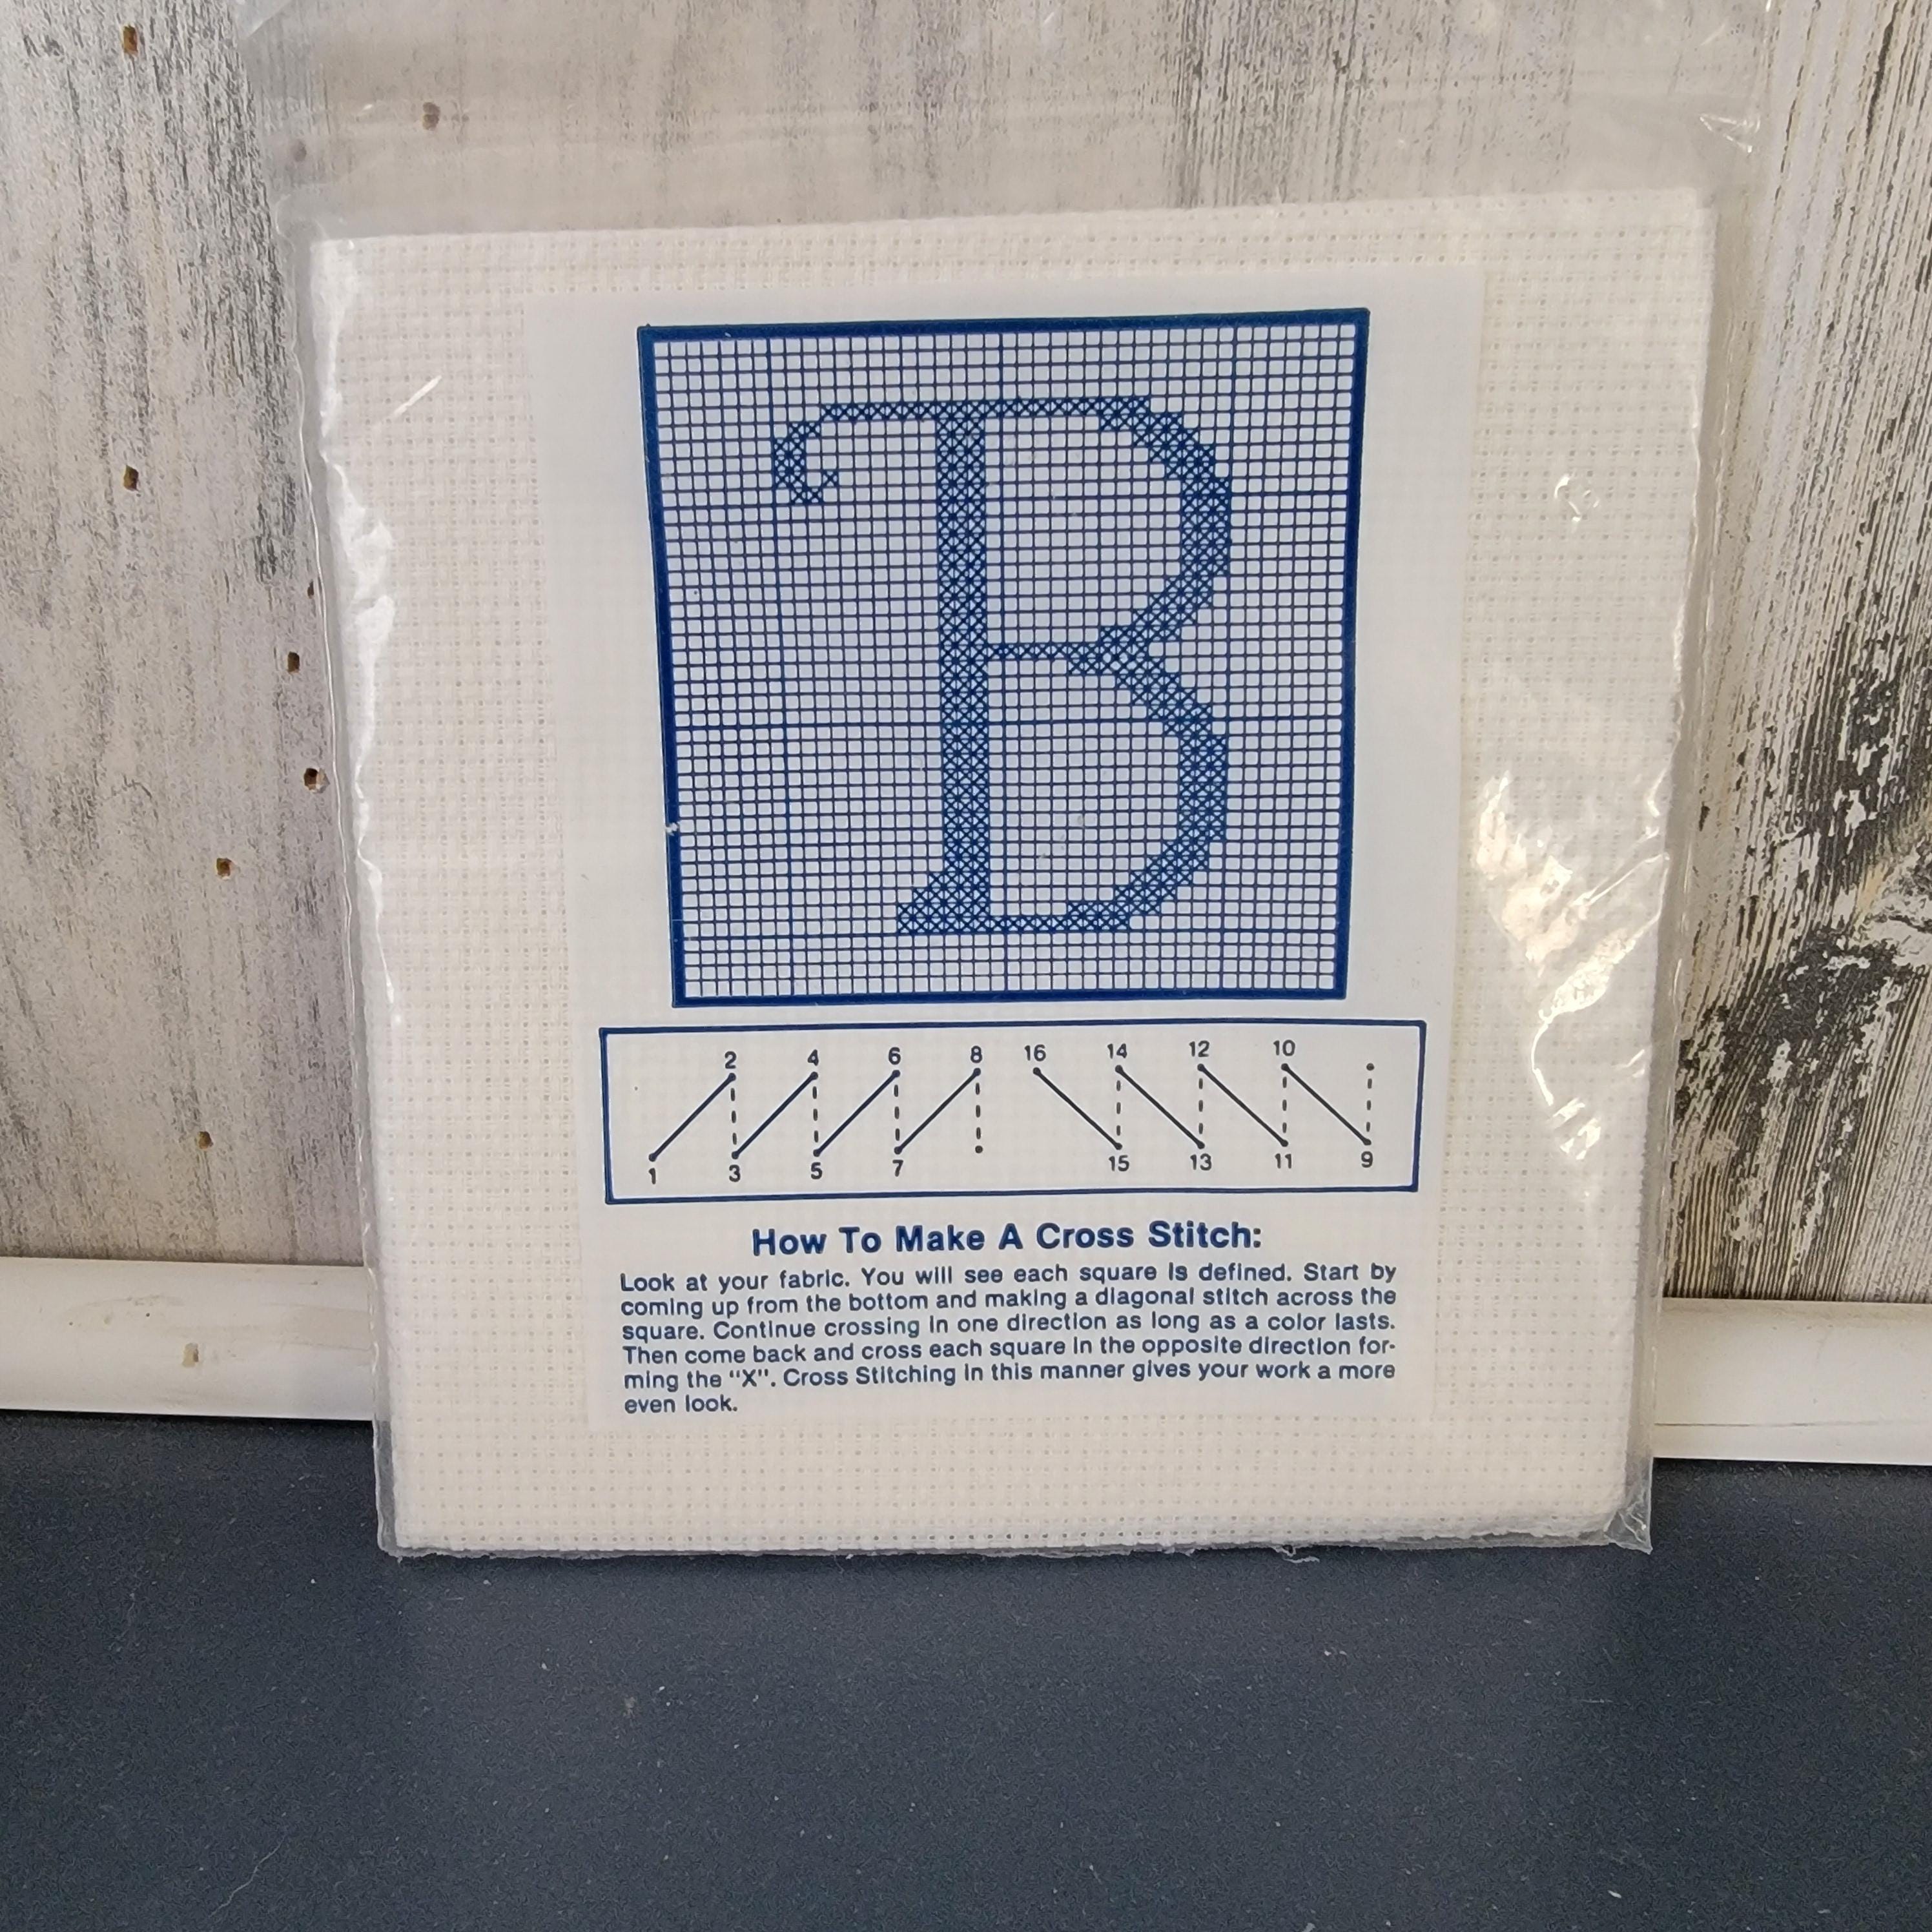 B
2 4 6 8 16 14 12 10
1 3 5 7 15 13 11 9
How To Make A Cross Stitch:
Look at your fabric. You will see each square is defined. Start by
coming up from the bottom and making a diagonal stitch across the
square. Continue crossing in one direction as long as a color lasts.
Then come back and cross each square in the opposite direction for-
ming the “X”. Cross Stitching in this manner gives your work a more
even look.